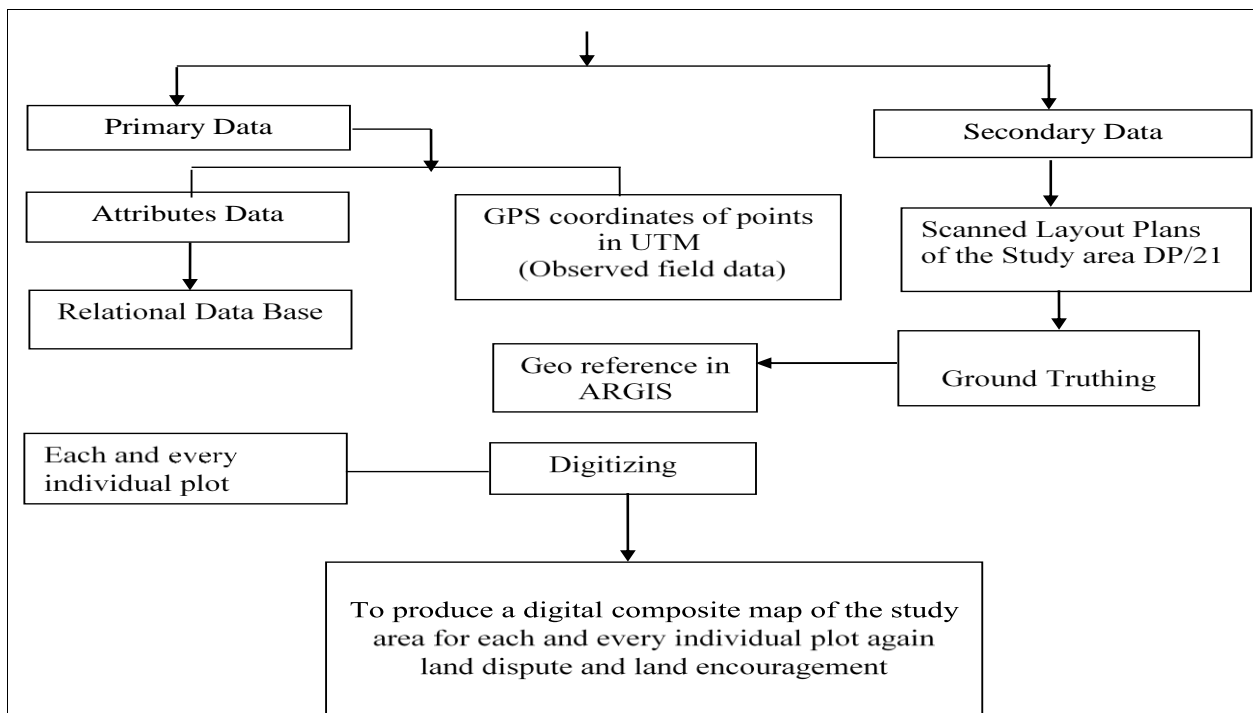 Primary Data
Secondary Data
Attributes Data
GPS coordinates of points
in UTM
(Observed field data)
Scanned Layout Plans
of the Study area DP/21
Relational Data Base
Geo reference in
ARGIS
Ground Truthing
Each and every
individual plot
Digitizing
To produce a digital composite map of the study
area for each and every individual plot again
land dispute and land encouragement